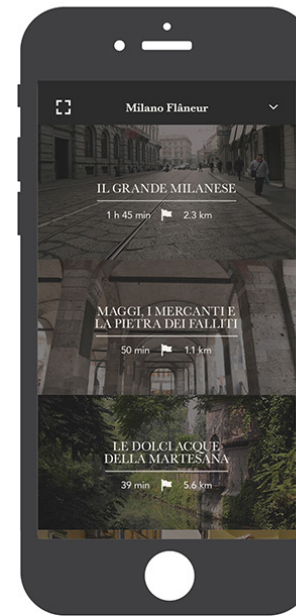 Milano Flâneur
IL GRANDE MILANESE
1 h 45 min 2.3 km
MAGGI, I MERCANTI E
LA PIETRA DEI FALLITI
50 min 1.1 km
LE DOLCI ACQUE
DELLA MARTESANA
39 min 5.6 km